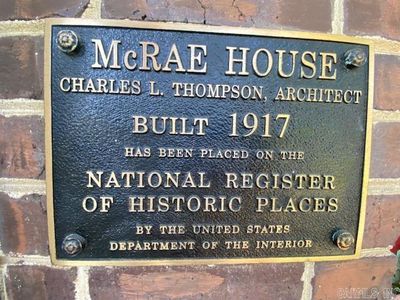 McRAE HOUSE
CHARLES L. THOMPSON, ARCHITECT
BUILT 1917
HAS BEEN PLACED ON THE
NATIONAL REGISTER
OF HISTORIC PLACES
BY THE UNITED STATES
DEPARTMENT OF THE INTERIOR